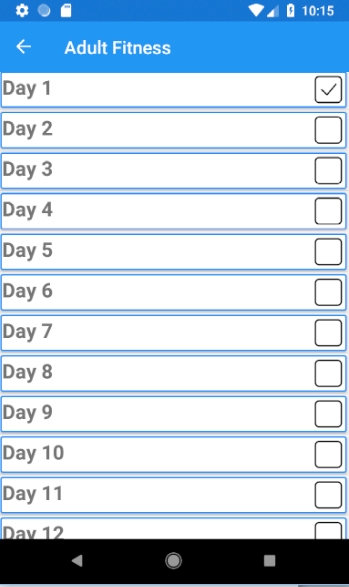 10:15
Adult Fitness
Day 1
Day 2
Day 3
Day 4
Day 5
Day 6
Day 7
Day 8
Day 9
Day 10
Day 11
Day 12